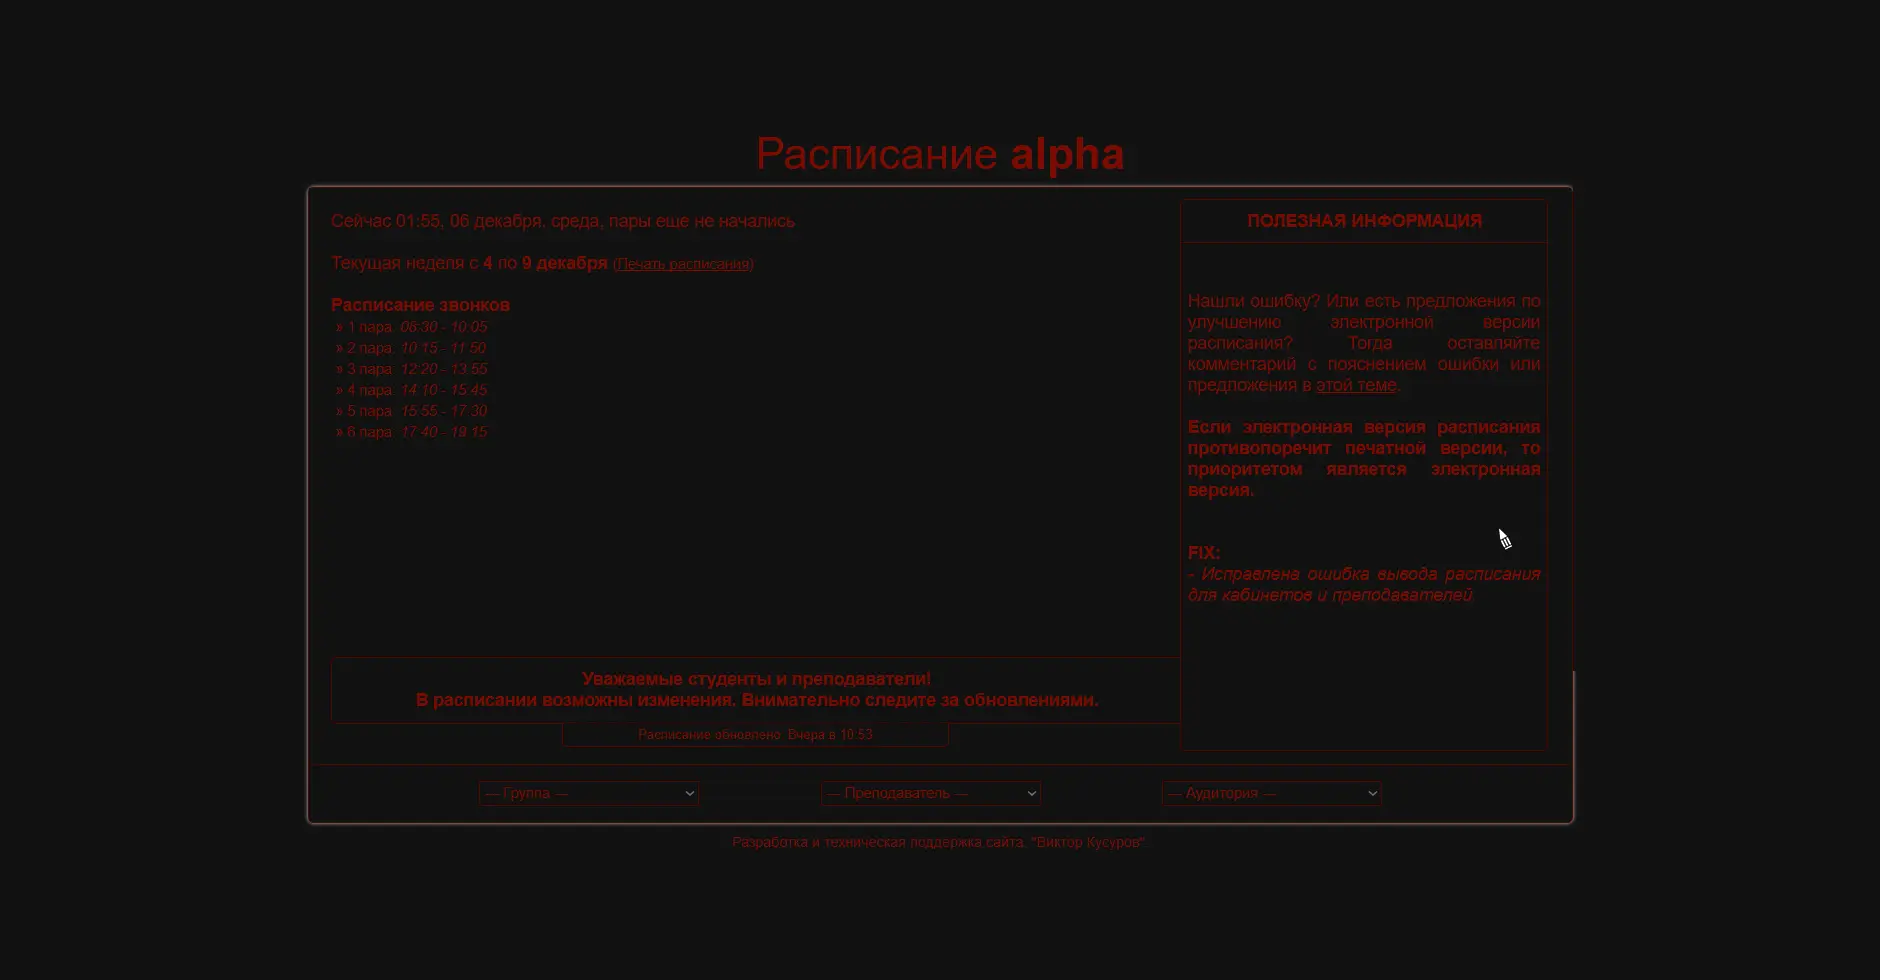 Расписание alpha
Сейчас 01:55, 06 декабря, среда, пары еще не начались
Текущая неделя с 4 по 9 декабря (Печать расписания)
Расписание звонков
» 1 пара: 08:30 - 10:05
» 2 пара: 10:15 - 11:50
» 3 пара: 12:20 - 13:55
» 4 пара: 14:10 - 15:45
» 5 пара: 15:55 - 17:30
» 6 пара: 17:40 - 19:15
ПОЛЕЗНАЯ ИНФОРМАЦИЯ
Нашли ошибку? Или есть предложения по
улучшению электронной версии
расписания? Тогда оставляйте
комментарий с пояснением ошибки или
предложения в этой теме.
Если электронная версия расписания
противопоречит печатной версии, то
приоритетом является электронная
версия.
FIX:
- Исправлена ошибка вывода расписания
для кабинетов и преподавателей
Уважаемые студенты и преподаватели!
В расписании возможны изменения. Внимательно следите за обновлениями.
Расписание обновлено: Вчера в 10:53
— Группа —
— Преподаватель —
— Аудитория —
Разработка и техническая поддержка сайта: "Виктор Кусуров"